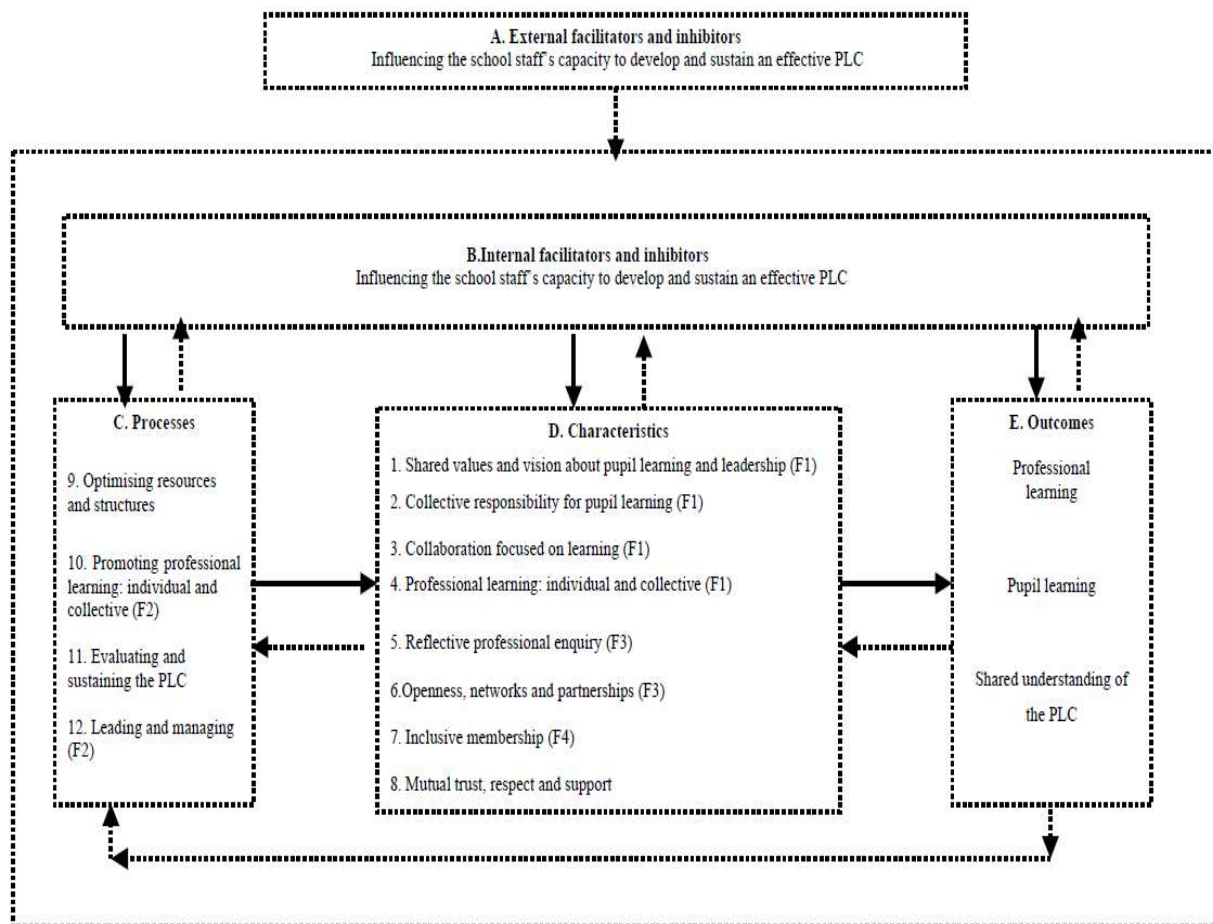 A. External facilitators and inhibitors
Influencing the school staff's capacity to develop and sustain an effective PLC
B.Internal facilitators and inhibitors
Influencing the school staff's capacity to develop and sustain an effective PLC
C. Processes
9. Optimising resources
and structures
10. Promoting professional
learning: individual and
collective (F2)
11. Evaluating and
sustaining the PLC
12. Leading and managing
(F2)
D. Characteristics
1. Shared values and vision about pupil learning and leadership (F1)
2. Collective responsibility for pupil learning (F1)
3. Collaboration focused on learning (F1)
4. Professional learning: individual and collective (F1)
5. Reflective professional enquiry (F3)
6.Openness, networks and partnerships (F3)
7. Inclusive membership (F4)
8. Mutual trust, respect and support
E. Outcomes
Professional
learning
Pupil learning
Shared understanding of
the PLC